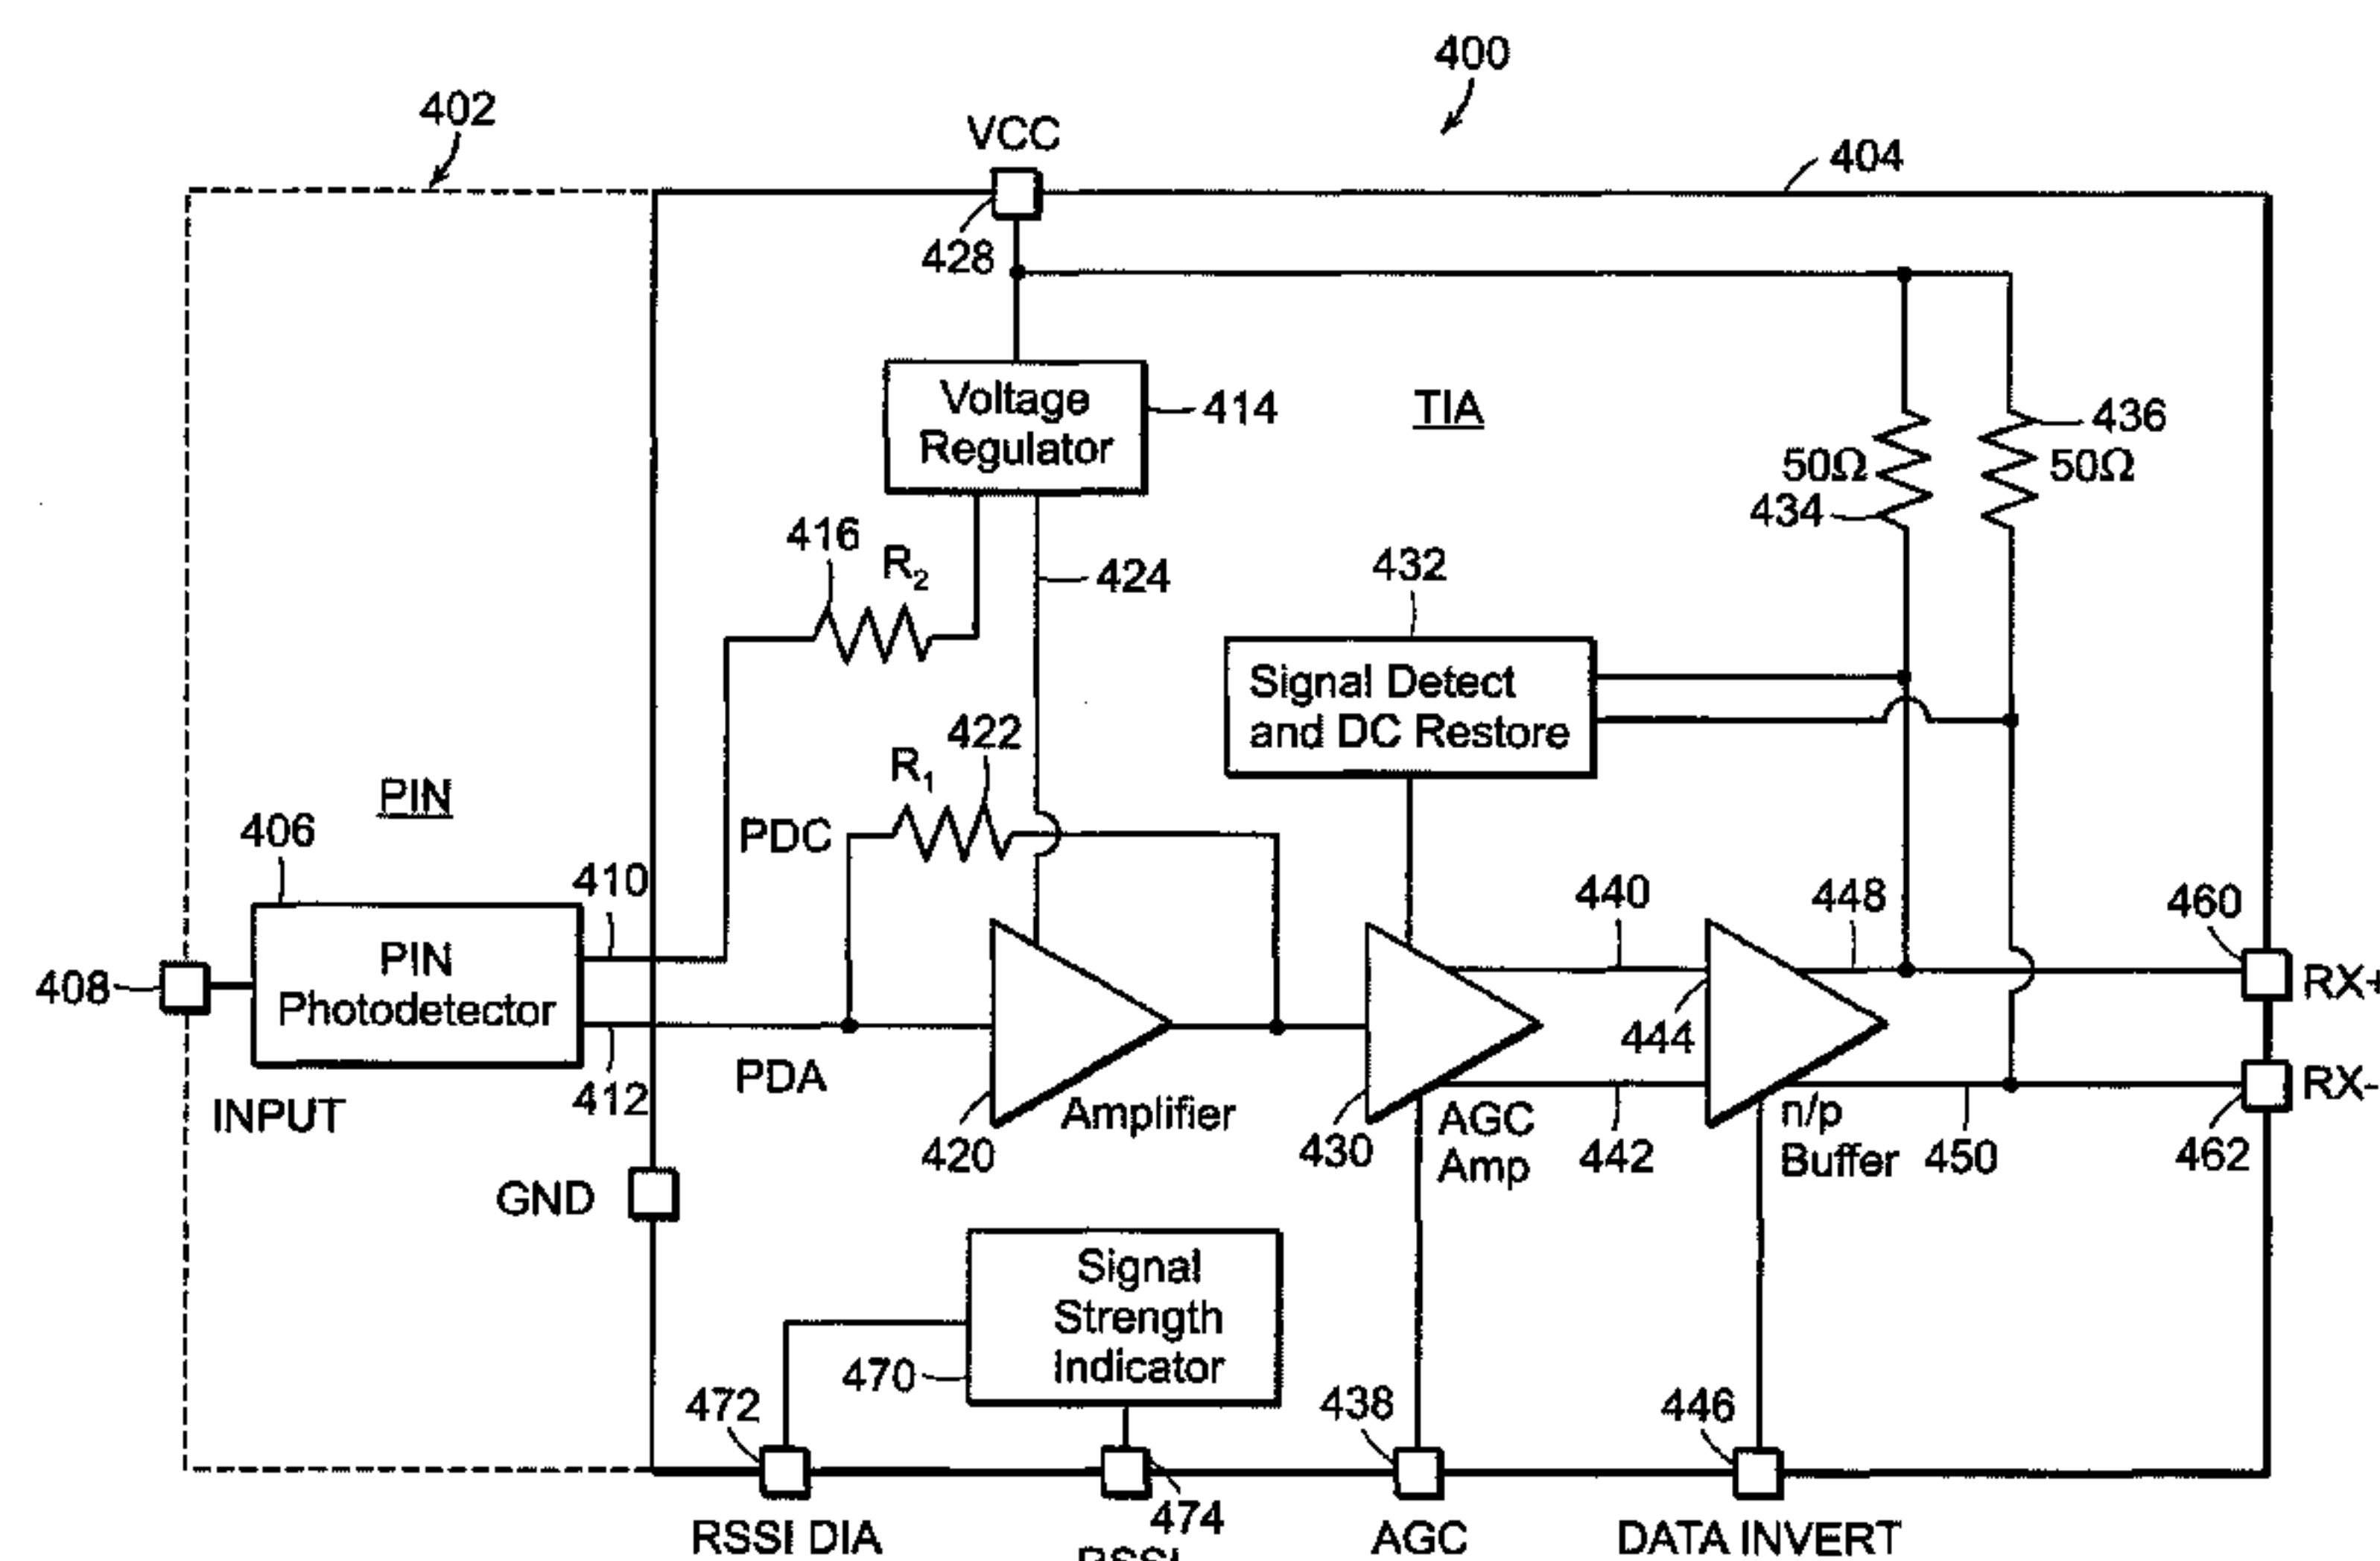 400
402
VCC
404
428
Voltage
Regulator
414
TIA
436
50Ω
50Ω
434
416
R2
424
432
Signal Detect
and DC Restore
422
R1
PIN
PDC
406
410
440
448
460
PIN
Photodetector
408
RX+
444
412
PDA
INPUT
Amplifier
420
430
AGC
Amp
442
n/p
Buffer
450
462
RX-
GND
Signal
Strength
Indicator
470
472
438
446
474
RSSI DIA
RSSI
AGC
DATA INVERT